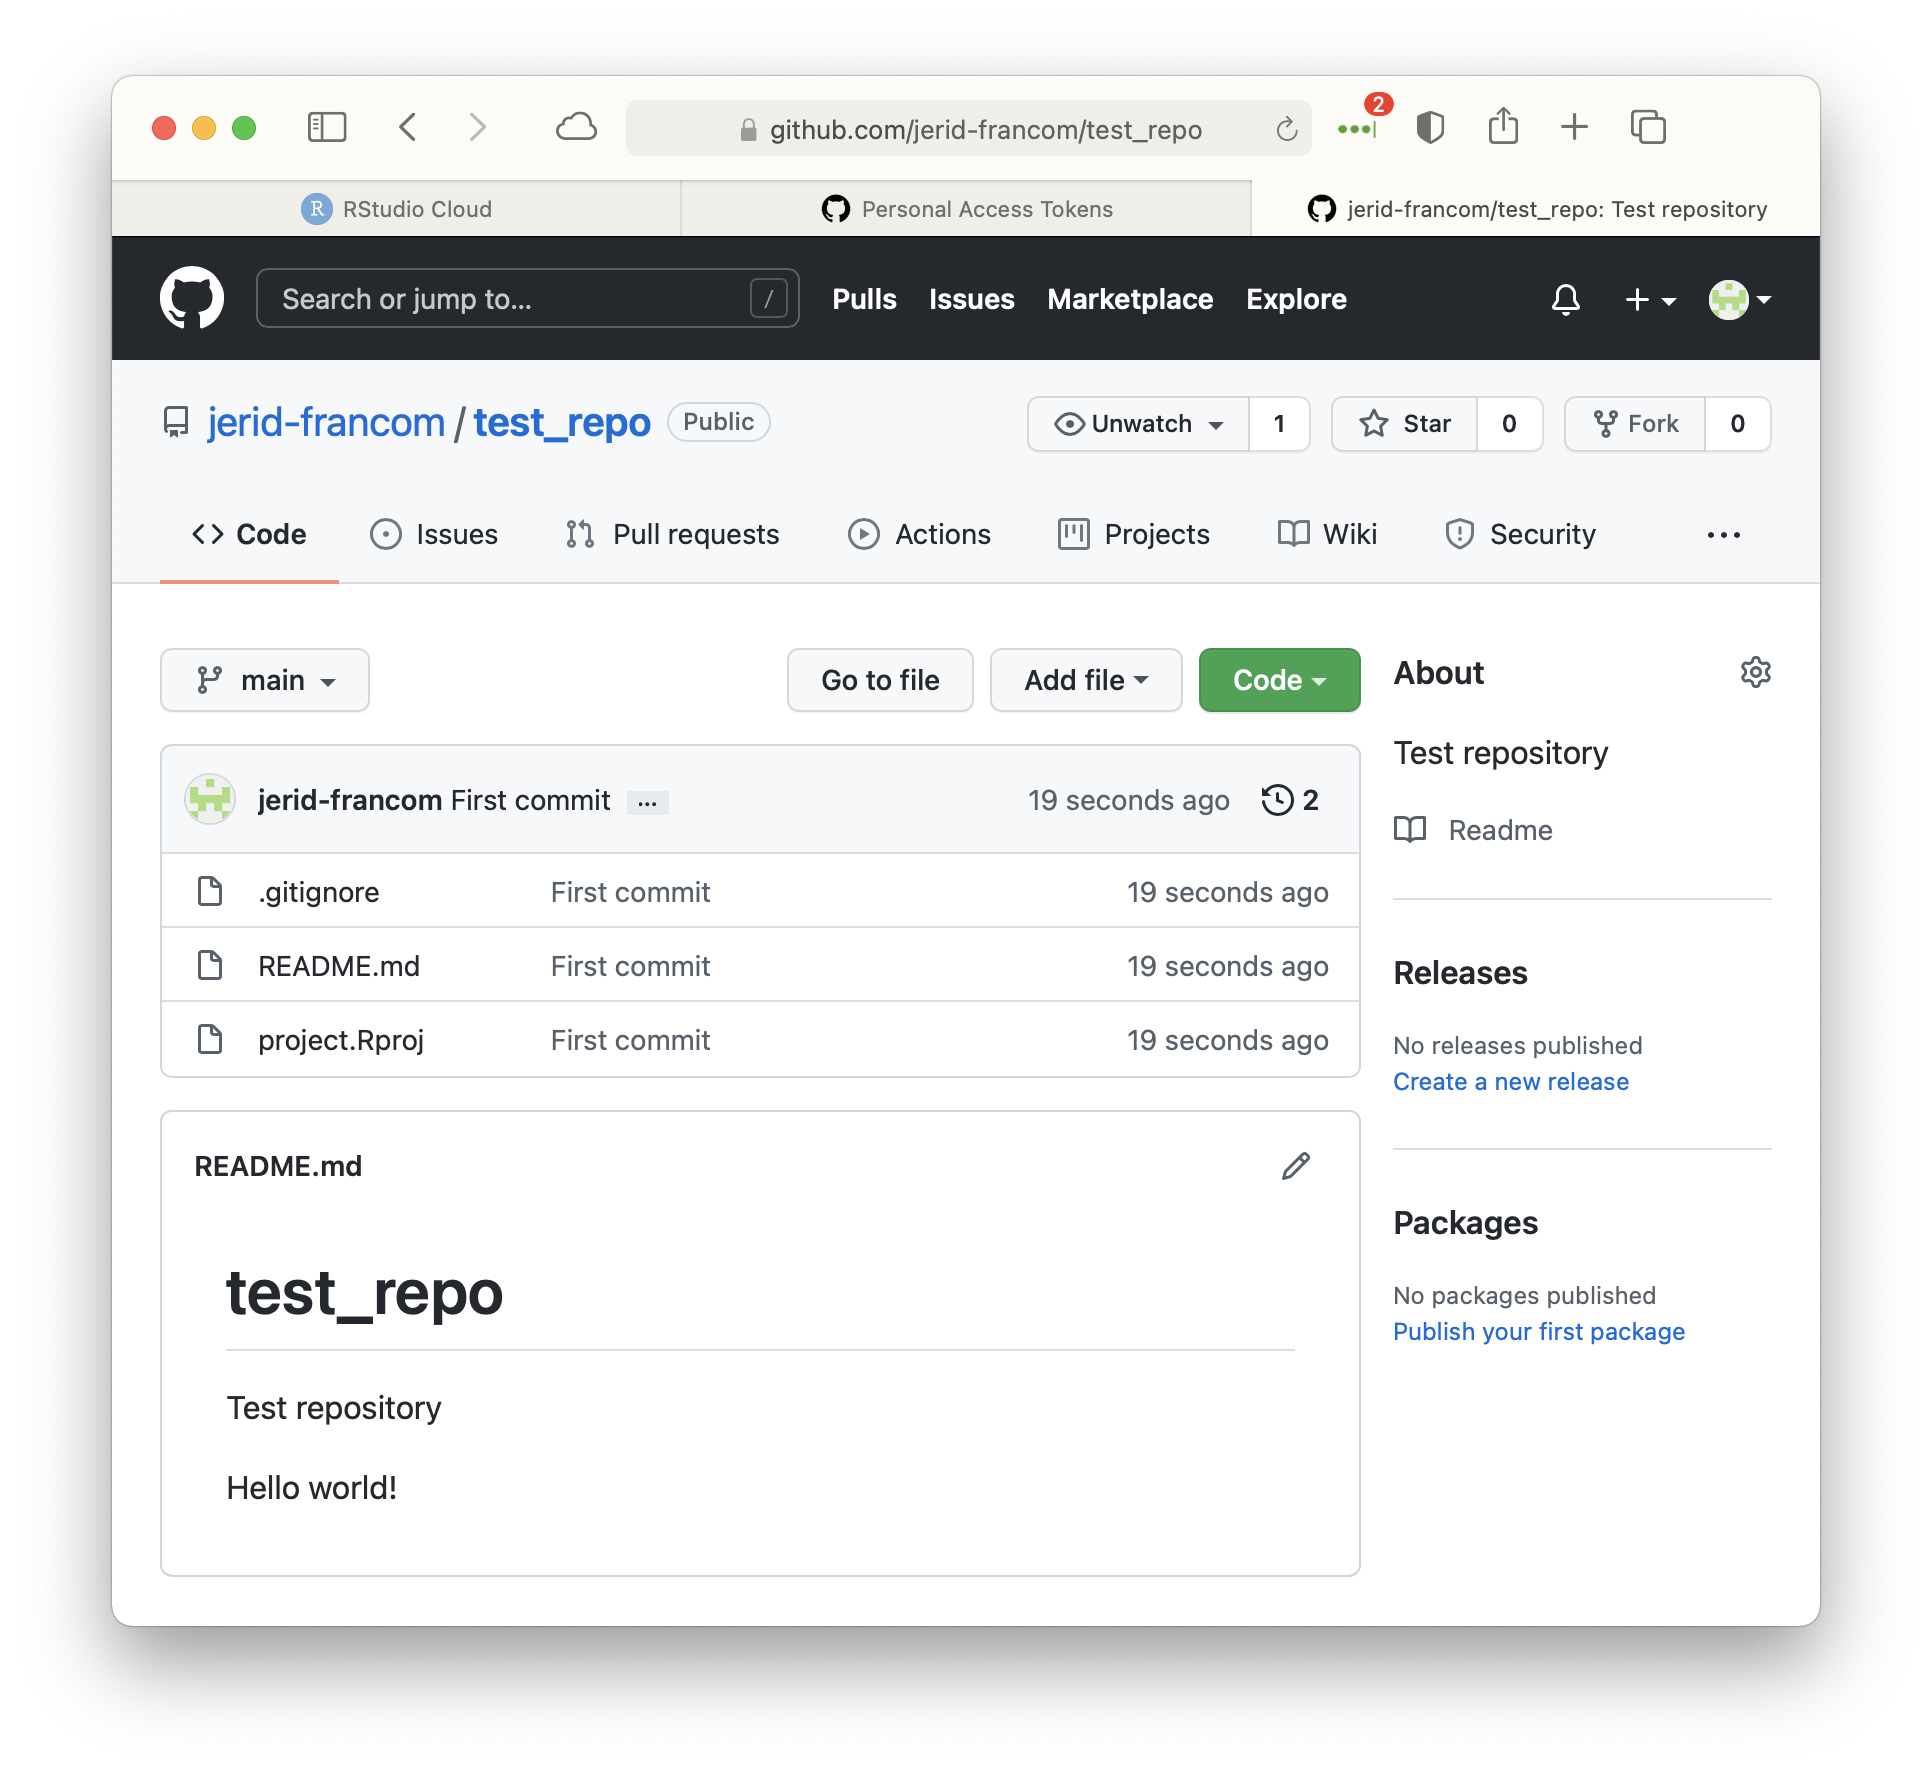 github.com/jerid-francom/test_repo 2
RStudio Cloud Personal Access Tokens jerid-francom/test_repo: Test repository
Search or jump to... / Pulls Issues Marketplace Explore
jerid-francom / test_repo Public Unwatch 1 Star 0 Fork 0
Code Issues Pull requests Actions Projects Wiki Security ...
main Go to file Add file Code
About
Test repository
Readme
jerid-francom First commit ... 19 seconds ago 2
.gitignore First commit 19 seconds ago
README.md First commit 19 seconds ago
project.Rproj First commit 19 seconds ago
Releases
No releases published
Create a new release
Packages
No packages published
Publish your first package
README.md
test_repo
Test repository
Hello world!